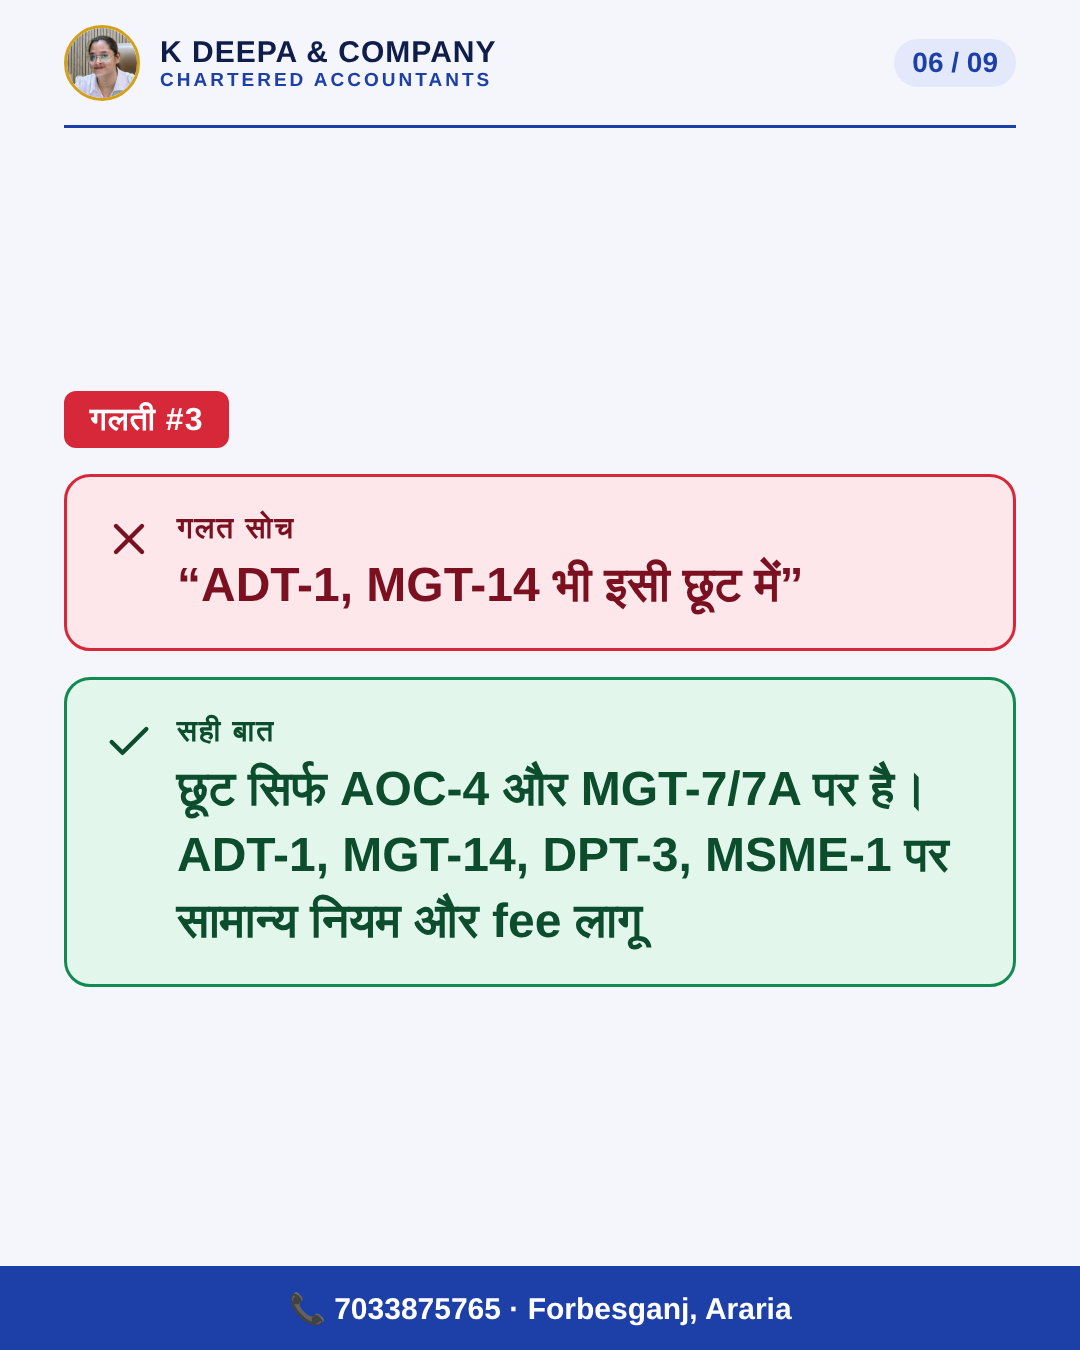 K DEEPA & COMPANY
CHARTERED ACCOUNTANTS
06 / 09
गलती #3
गलत सोच
“ADT-1, MGT-14 भी इसी छूट में”
सही बात
छूट सिर्फ AOC-4 और MGT-7/7A पर है।
ADT-1, MGT-14, DPT-3, MSME-1 पर
सामान्य नियम और fee लागू
📞 7033875765 · Forbesganj, Araria